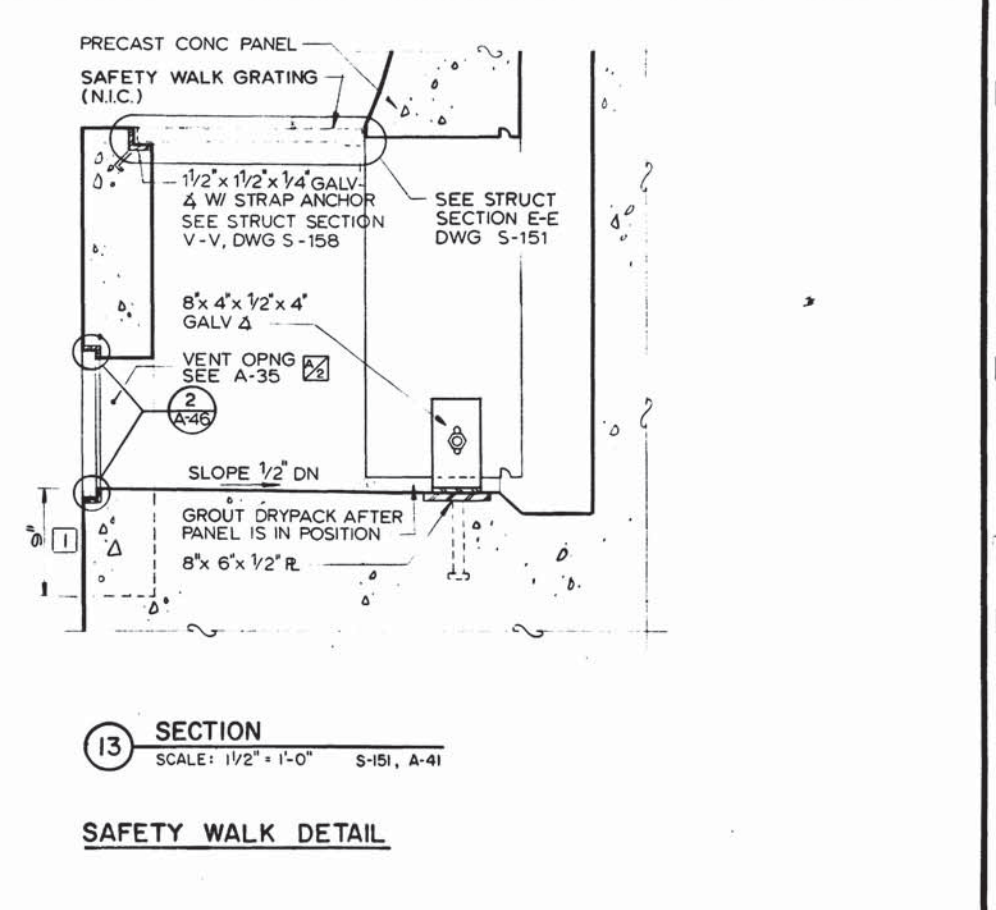 PRECAST CONC PANEL
SAFETY WALK GRATING
(N.I.C.)
1 1/2" x 1 1/2" x 1/4" GALV
∡ W/ STRAP ANCHOR
SEE STRUCT SECTION
V-V, DWG S-158
SEE STRUCT
SECTION E-E
DWG S-151
8" x 4" x 1/2" x 4"
GALV ∡
VENT OPNG A/2
SEE A-35
2
A-46
SLOPE 1/2" DN
9" 1
GROUT DRYPACK AFTER
PANEL IS IN POSITION
8" x 6" x 1/2" PL
13 SECTION
SCALE: 1 1/2" = 1'-0" S-151, A-41
SAFETY WALK DETAIL